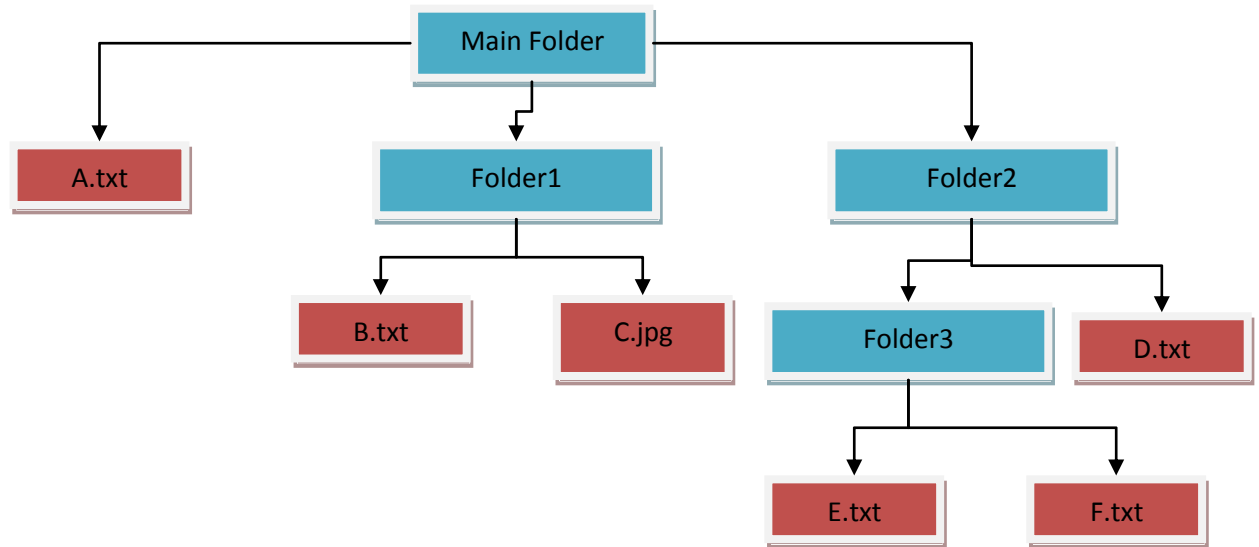 Main Folder
A.txt
Folder1
Folder2
B.txt
C.jpg
Folder3
D.txt
E.txt
F.txt